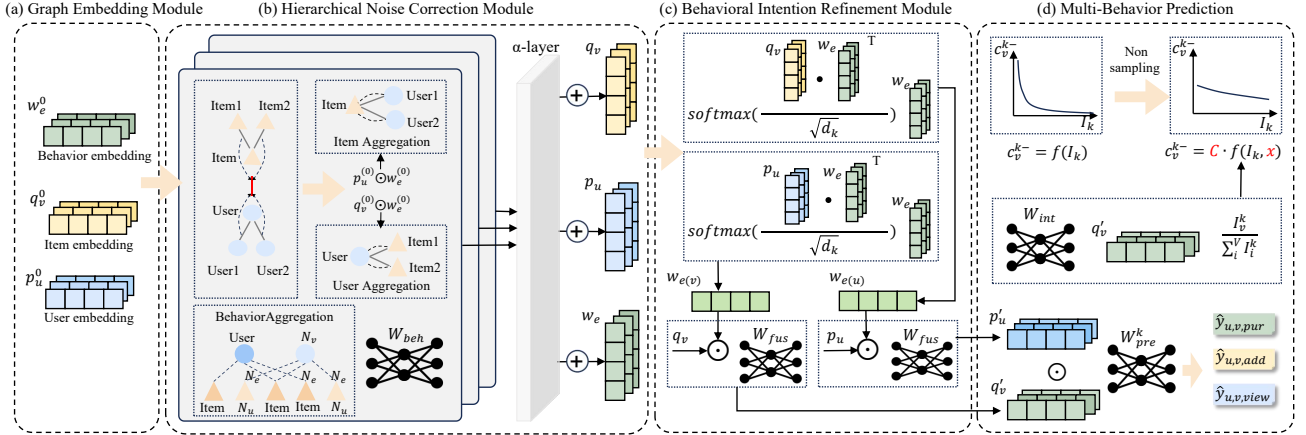 (a) Graph Embedding Module
w_e^0
Behavior embedding
q_v^0
Item embedding
p_u^0
User embedding
(b) Hierarchical Noise Correction Module
Item1 Item2
Item
User
User1 User2
Item
User1
User2
Item Aggregation
p_u^(0) ⊙ w_e^(0)
q_v^(0) ⊙ w_e^(0)
User
Item1
Item2
User Aggregation
BehaviorAggregation
User N_v
N_e N_e N_e
Item N_u Item Item N_u
W_beh
α-layer
q_v
p_u
w_e
(c) Behavioral Intention Refinement Module
q_v w_e T
w_e
softmax( / √d_k )
p_u w_e T
w_e
softmax( / √d_k )
w_e(v) w_e(u)
q_v W_fus
p_u W_fus
(d) Multi-Behavior Prediction
c_v^k-
I_k
Non
sampling
c_v^k-
I_k
c_v^k- = f(I_k)
c_v^k- = C · f(I_k, x)
W_int
q′_v
I_v^k / ∑_i^V I_i^k
p′_u
q′_v
W_pre^k
ŷ_u,v,pur
ŷ_u,v,add
ŷ_u,v,view